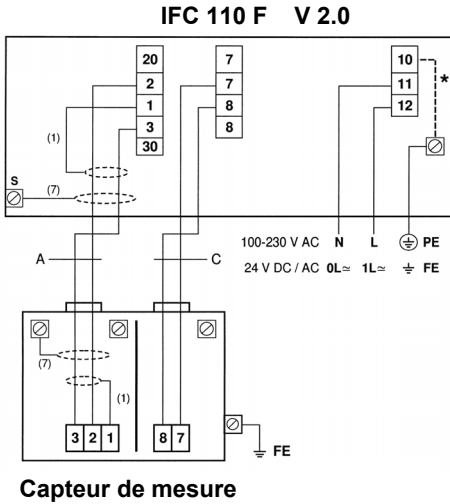 IFC 110 F V 2.0
20 7 10
2 7 11 *
1 8 12
3 8
30
(1)
S
(7)
100-230 V AC N L PE
A C
24 V DC / AC 0L≃ 1L≃ FE
(7)
(1)
3 2 1 8 7
FE
Capteur de mesure